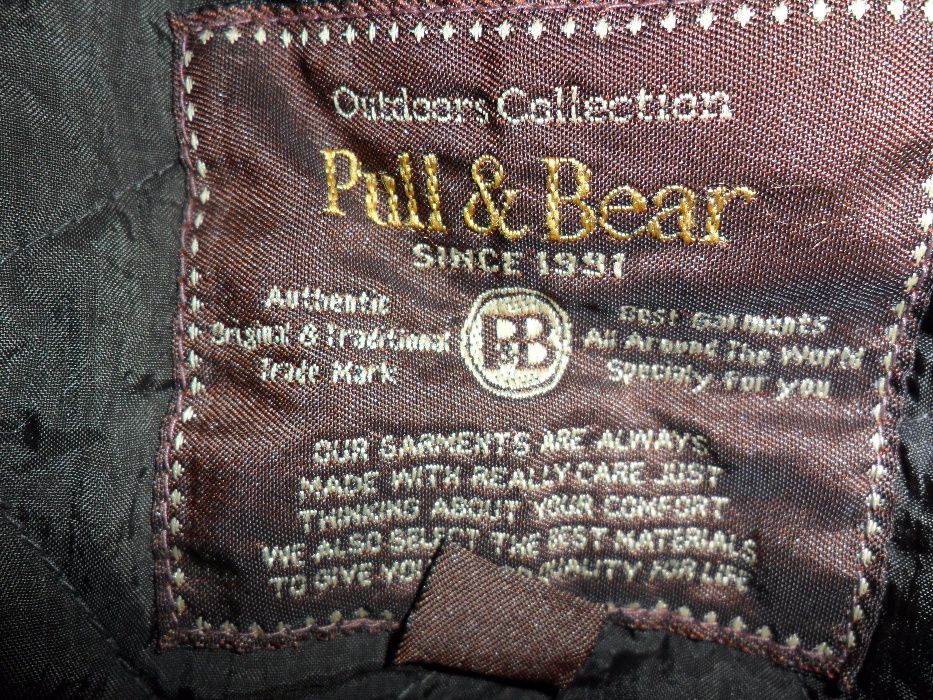 Outdoors Collection
Pull & Bear
SINCE 1991
Authentic
Original & Traditional
Trade Mark
P&B
Best Garments
All Around The World
Specially For you
OUR GARMENTS ARE ALWAYS
MADE WITH REALLY CARE JUST
THINKING ABOUT YOUR COMFORT
WE ALSO SELECT THE BEST MATERIALS
TO GIVE YOU QUALITY FOR LIFE